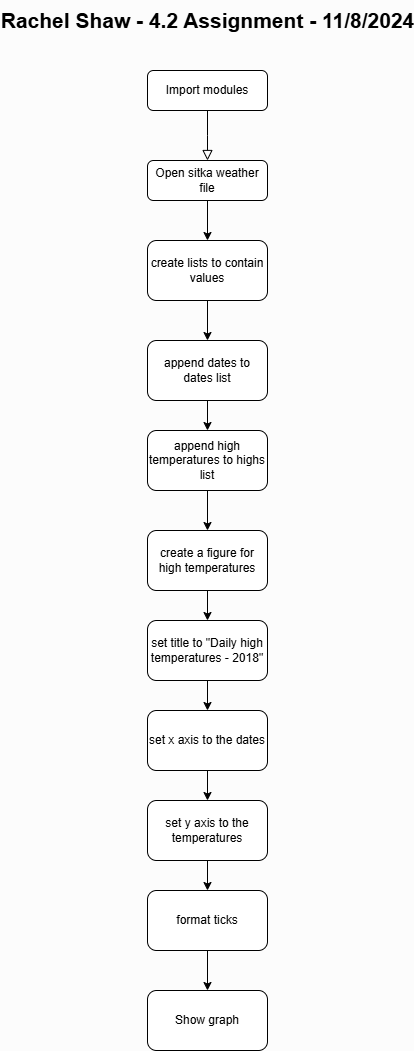 Rachel Shaw - 4.2 Assignment - 11/8/2024
Import modules
Open sitka weather
file
create lists to contain
values
append dates to
dates list
append high
temperatures to highs
list
create a figure for
high temperatures
set title to "Daily high
temperatures - 2018"
set x axis to the dates
set y axis to the
temperatures
format ticks
Show graph